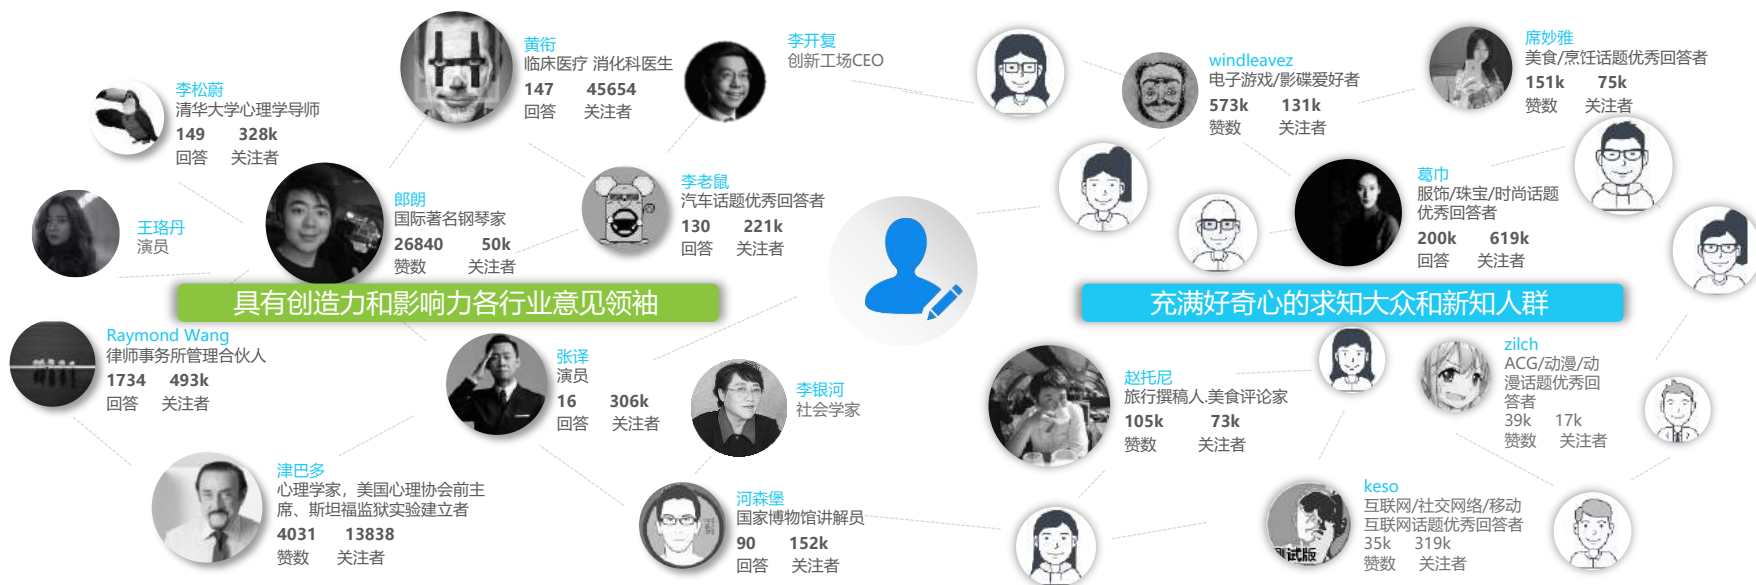 李松蔚
清华大学心理学导师
149 328k
回答 关注者
黄衔
临床医疗 消化科医生
147 45654
回答 关注者
李开复
创新工场CEO
王珞丹
演员
郎朗
国际著名钢琴家
26840 50k
赞数 关注者
李老鼠
汽车话题优秀回答者
130 221k
回答 关注者
具有创造力和影响力各行业意见领袖
Raymond Wang
律师事务所管理合伙人
1734 493k
回答 关注者
张译
演员
16 306k
回答 关注者
李银河
社会学家
津巴多
心理学家，美国心理协会前主
席、斯坦福监狱实验建立者
4031 13838
赞数 关注者
河森堡
国家博物馆讲解员
90 152k
回答 关注者
windleavez
电子游戏/影碟爱好者
573k 131k
赞数 关注者
席妙雅
美食/烹饪话题优秀回答者
151k 75k
赞数 关注者
葛巾
服饰/珠宝/时尚话题
优秀回答者
200k 619k
回答 关注者
充满好奇心的求知大众和新知人群
赵托尼
旅行撰稿人.美食评论家
105k 73k
赞数 关注者
zilch
ACG/动漫/动
漫话题优秀回
答者
39k 17k
赞数 关注者
keso
互联网/社交网络/移动
互联网话题优秀回答者
35k 319k
赞数 关注者
测试版